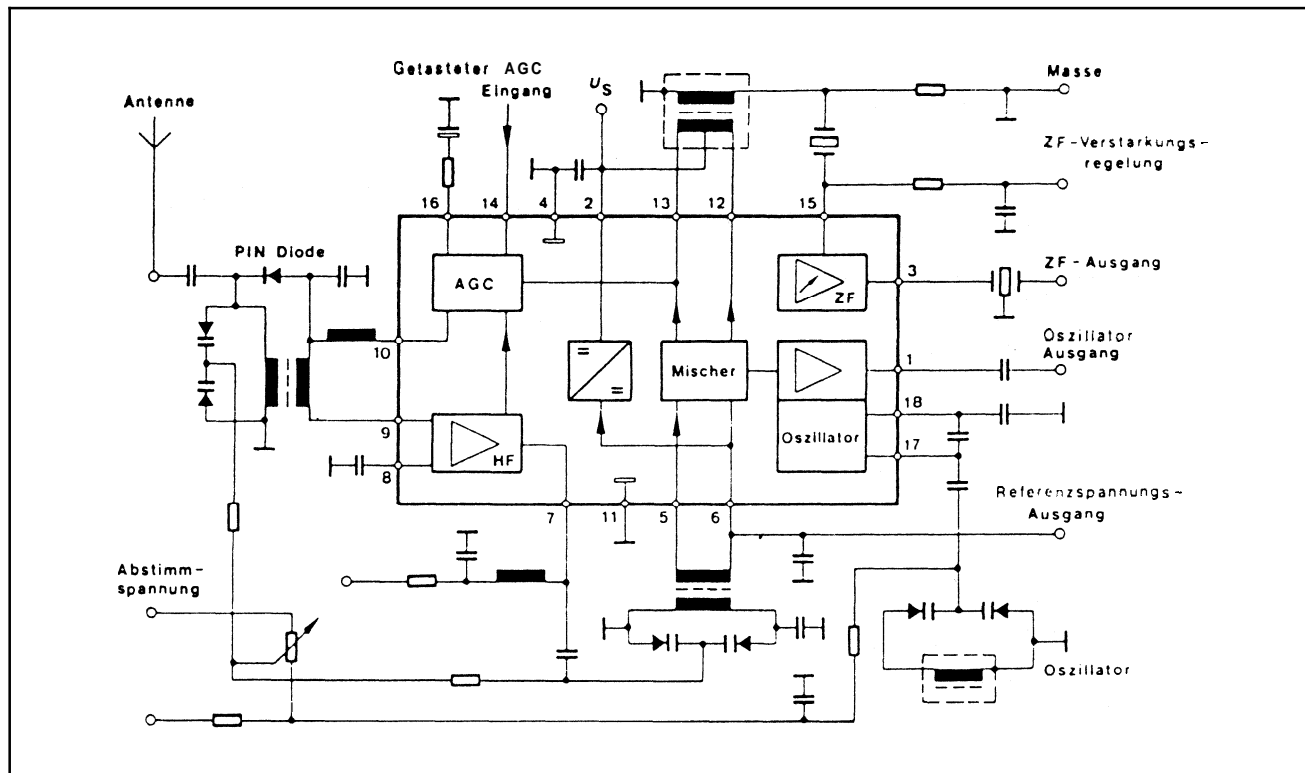 Getasteter AGC
Eingang
U_S
Masse
Antenne
ZF-Verstärkungs-
regelung
16
14
4
2
13
12
15
PIN Diode
AGC
3
ZF
ZF-Ausgang
Oszillator
Ausgang
10
=
=
Mischer
1
18
Oszillator
17
9
HF
8
7
11
5
6
Referenzspannungs-
Ausgang
Abstimm-
spannung
Oszillator